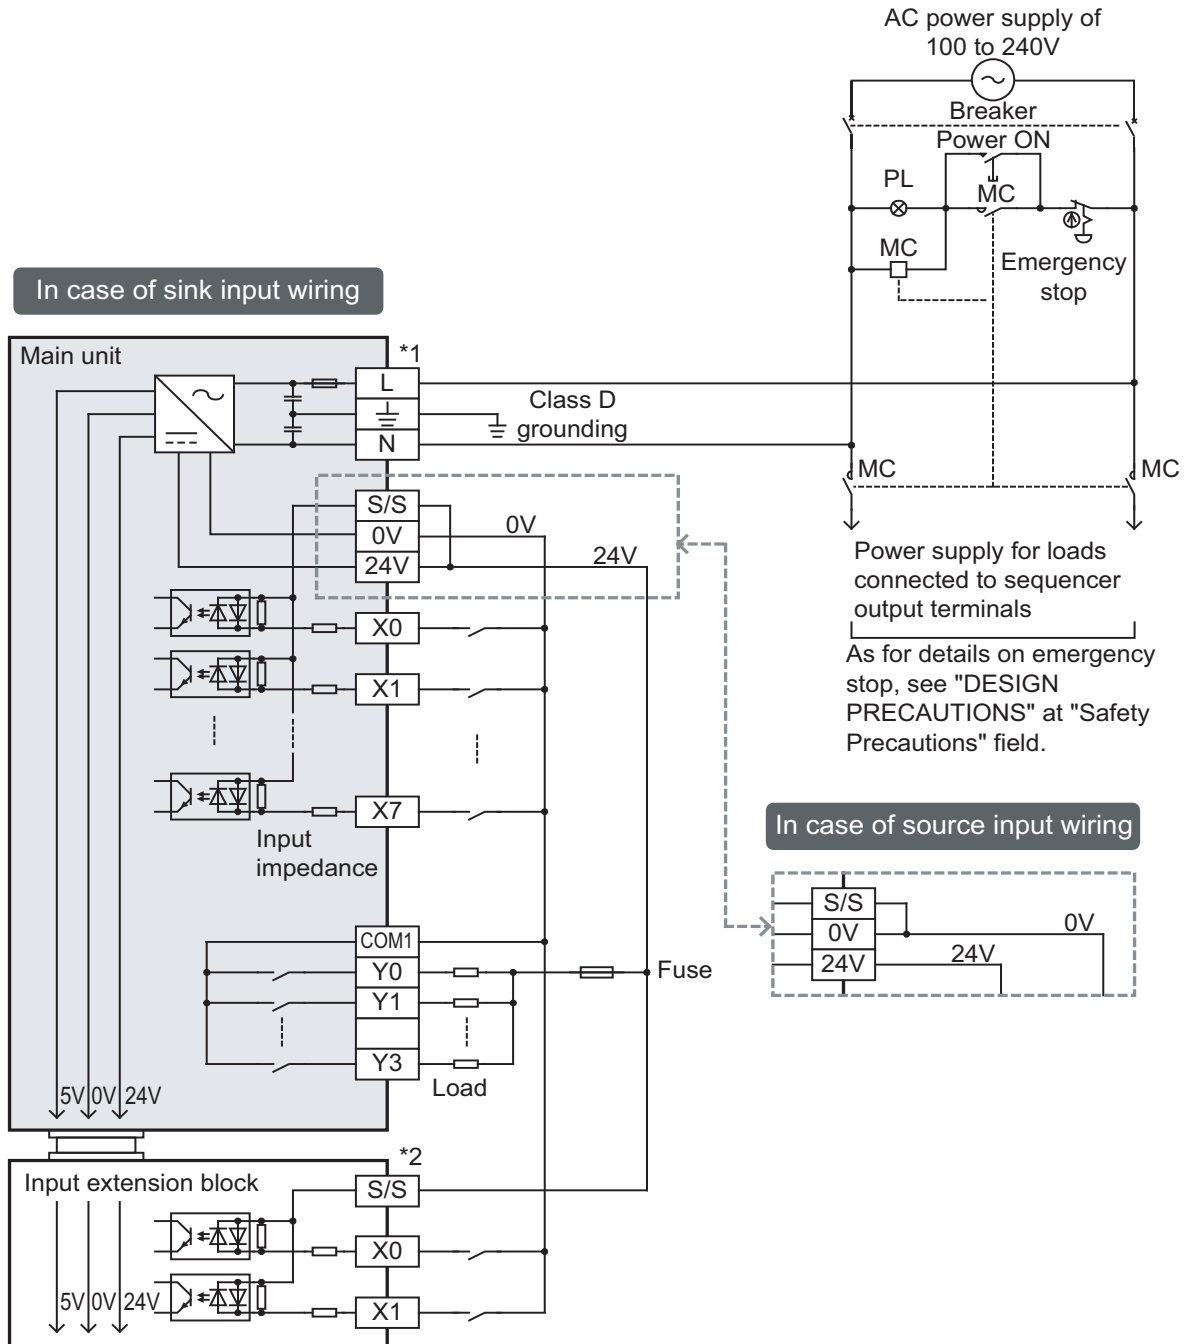 AC power supply of
100 to 240V
Breaker
Power ON
PL
MC
MC
Emergency
stop
In case of sink input wiring
Main unit
*1
L
Class D
grounding
N
MC
MC
S/S
0V
0V
24V
24V
Power supply for loads
connected to sequencer
output terminals
X0
X1
As for details on emergency
stop, see "DESIGN
PRECAUTIONS" at "Safety
Precautions" field.
X7
Input
impedance
In case of source input wiring
S/S
0V
0V
24V
24V
COM1
Y0
Fuse
Y1
Y3
Load
5V 0V 24V
*2
Input extension block
S/S
X0
X1
5V 0V 24V